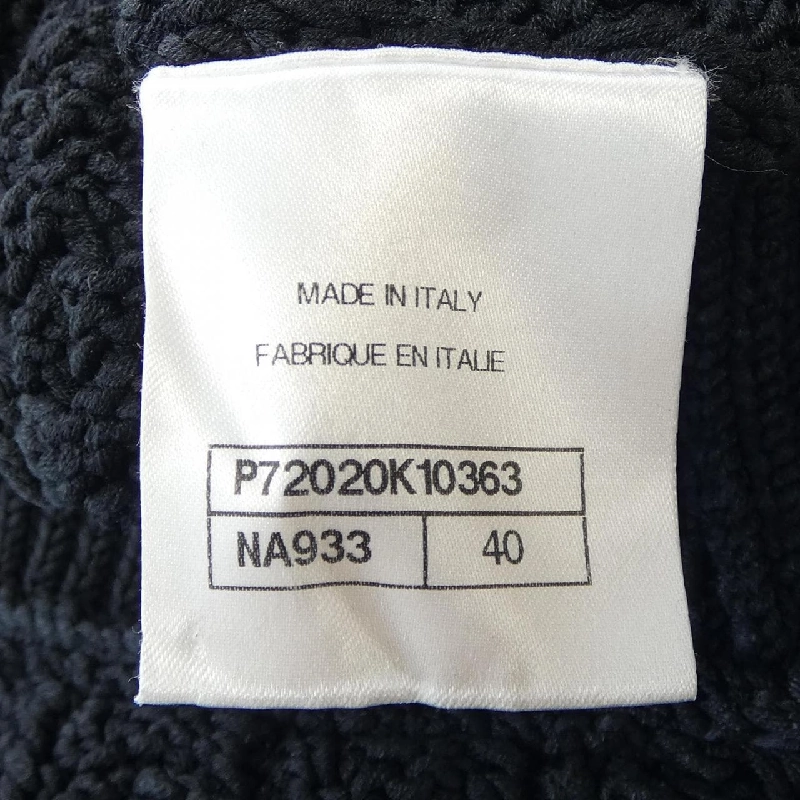 MADE IN ITALY
FABRIQUE EN ITALIE
P72020K10363
NA933 40